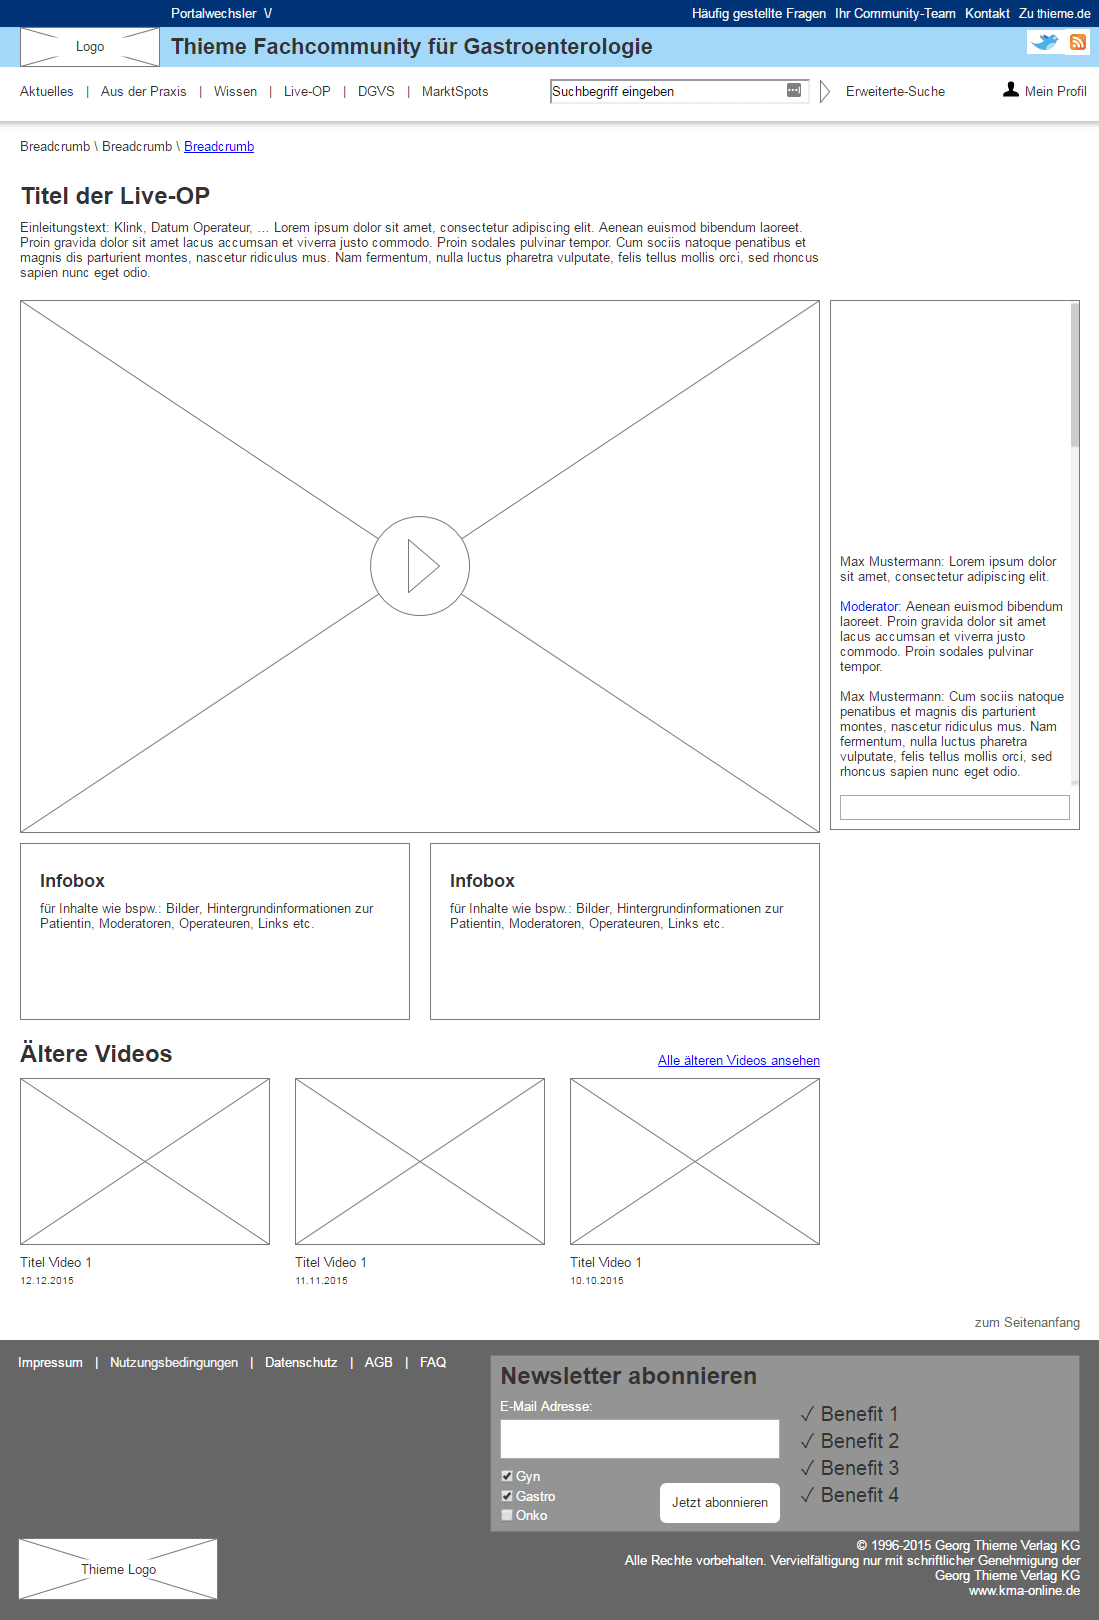 Portalwechsler V
Häufig gestellte Fragen Ihr Community-Team Kontakt Zu thieme.de
Logo
Thieme Fachcommunity für Gastroenterologie
Aktuelles | Aus der Praxis | Wissen | Live-OP | DGVS | MarktSpots
Suchbegriff eingeben
Erweiterte-Suche
Mein Profil
Breadcrumb \ Breadcrumb \ Breadcrumb
Titel der Live-OP
Einleitungstext: Klink, Datum Operateur, ... Lorem ipsum dolor sit amet, consectetur adipiscing elit. Aenean euismod bibendum laoreet.
Proin gravida dolor sit amet lacus accumsan et viverra justo commodo. Proin sodales pulvinar tempor. Cum sociis natoque penatibus et
magnis dis parturient montes, nascetur ridiculus mus. Nam fermentum, nulla luctus pharetra vulputate, felis tellus mollis orci, sed rhoncus
sapien nunc eget odio.
Max Mustermann: Lorem ipsum dolor
sit amet, consectetur adipiscing elit.
Moderator: Aenean euismod bibendum
laoreet. Proin gravida dolor sit amet
lacus accumsan et viverra justo
commodo. Proin sodales pulvinar
tempor.
Max Mustermann: Cum sociis natoque
penatibus et magnis dis parturient
montes, nascetur ridiculus mus. Nam
fermentum, nulla luctus pharetra
vulputate, felis tellus mollis orci, sed
rhoncus sapien nunc eget odio.
Infobox
für Inhalte wie bspw.: Bilder, Hintergrundinformationen zur
Patientin, Moderatoren, Operateuren, Links etc.
Infobox
für Inhalte wie bspw.: Bilder, Hintergrundinformationen zur
Patientin, Moderatoren, Operateuren, Links etc.
Ältere Videos
Alle älteren Videos ansehen
Titel Video 1
12.12.2015
Titel Video 1
11.11.2015
Titel Video 1
10.10.2015
zum Seitenanfang
Impressum | Nutzungsbedingungen | Datenschutz | AGB | FAQ
Newsletter abonnieren
E-Mail Adresse:
Gyn
Gastro
Onko
Jetzt abonnieren
✓ Benefit 1
✓ Benefit 2
✓ Benefit 3
✓ Benefit 4
Thieme Logo
© 1996-2015 Georg Thieme Verlag KG
Alle Rechte vorbehalten. Vervielfältigung nur mit schriftlicher Genehmigung der
Georg Thieme Verlag KG
www.kma-online.de